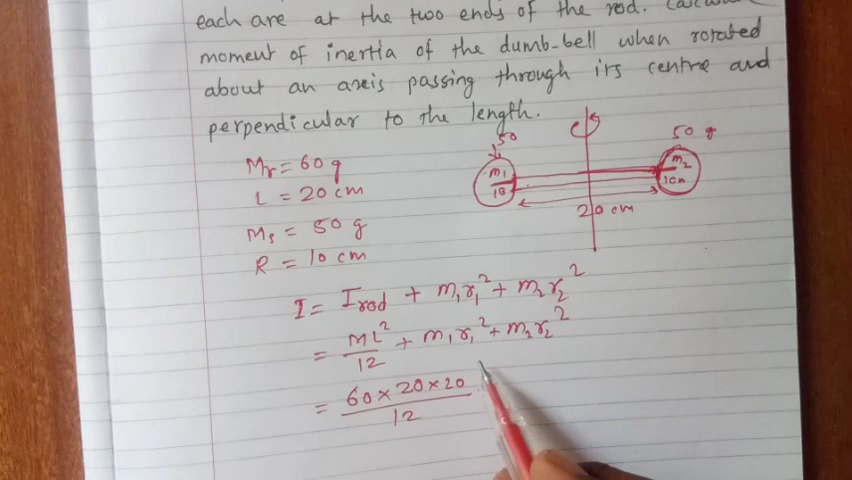 each are at the two ends of the rod.
moment of inertia of the dumb-bell when rotated
about an axis passing through its centre and
perpendicular to the length.
50
50 g
m₁
10
m₂
10cm
20 cm
Mr = 60 g
L = 20 cm
Ms = 50 g
R = 10 cm
I = Irod + m₁r₁² + m₂r₂²
= ML²/12 + m₁r₁² + m₂r₂²
= 60×20×20/12